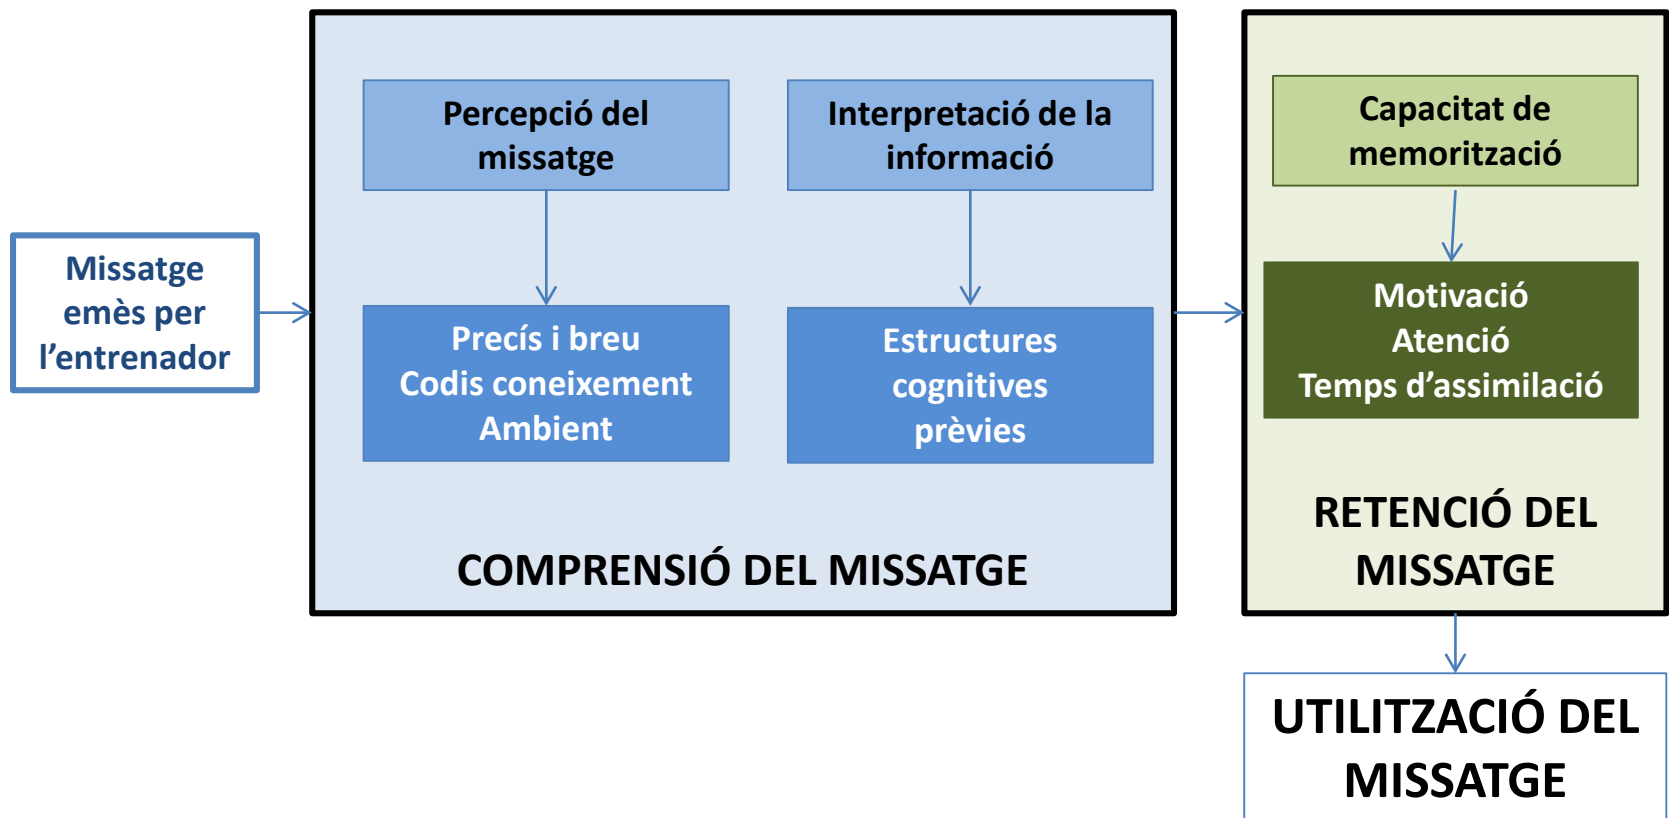 Missatge
emès per
l’entrenador
Percepció del
missatge
Precís i breu
Codis coneixement
Ambient
Interpretació de la
informació
Estructures
cognitives
prèvies
COMPRENSIÓ DEL MISSATGE
Capacitat de
memorització
Motivació
Atenció
Temps d’assimilació
RETENCIÓ DEL
MISSATGE
UTILITZACIÓ DEL
MISSATGE